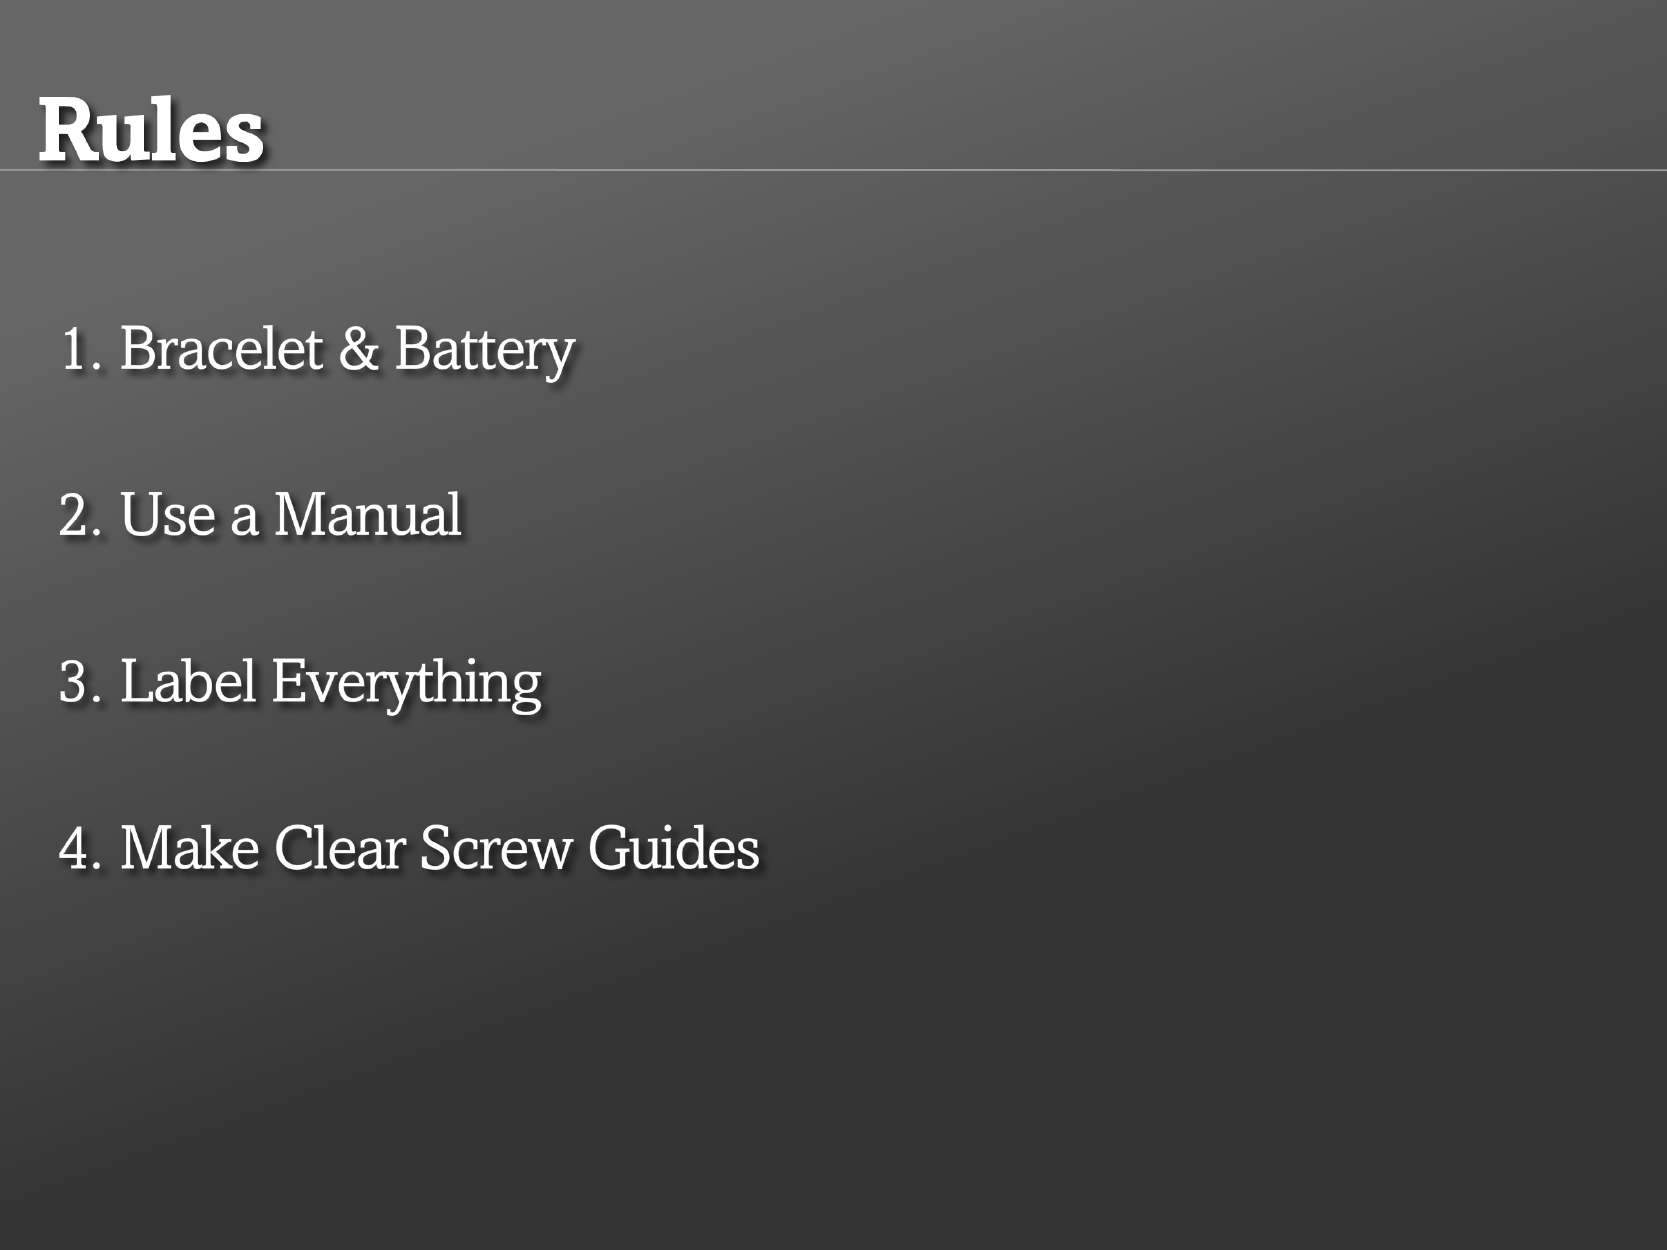 Rules
1. Bracelet & Battery
2. Use a Manual
3. Label Everything
4. Make Clear Screw Guides